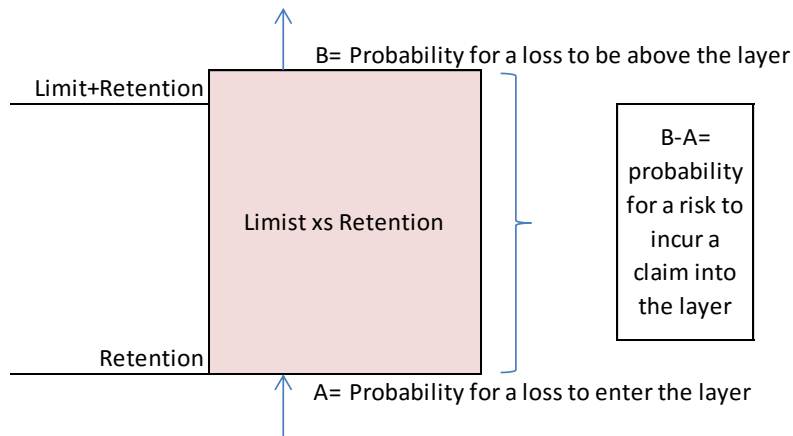 B= Probability for a loss to be above the layer
Limit+Retention
B-A=
probability
for a risk to
incur a
claim into
the layer
Limist xs Retention
Retention
A= Probability for a loss to enter the layer